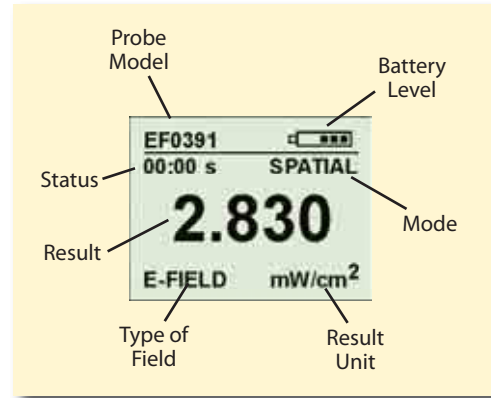 Probe
Model
Battery
Level
EF0391
00:00 s SPATIAL
Status
2.830
Mode
Result
E-FIELD mW/cm²
Type of
Field
Result
Unit